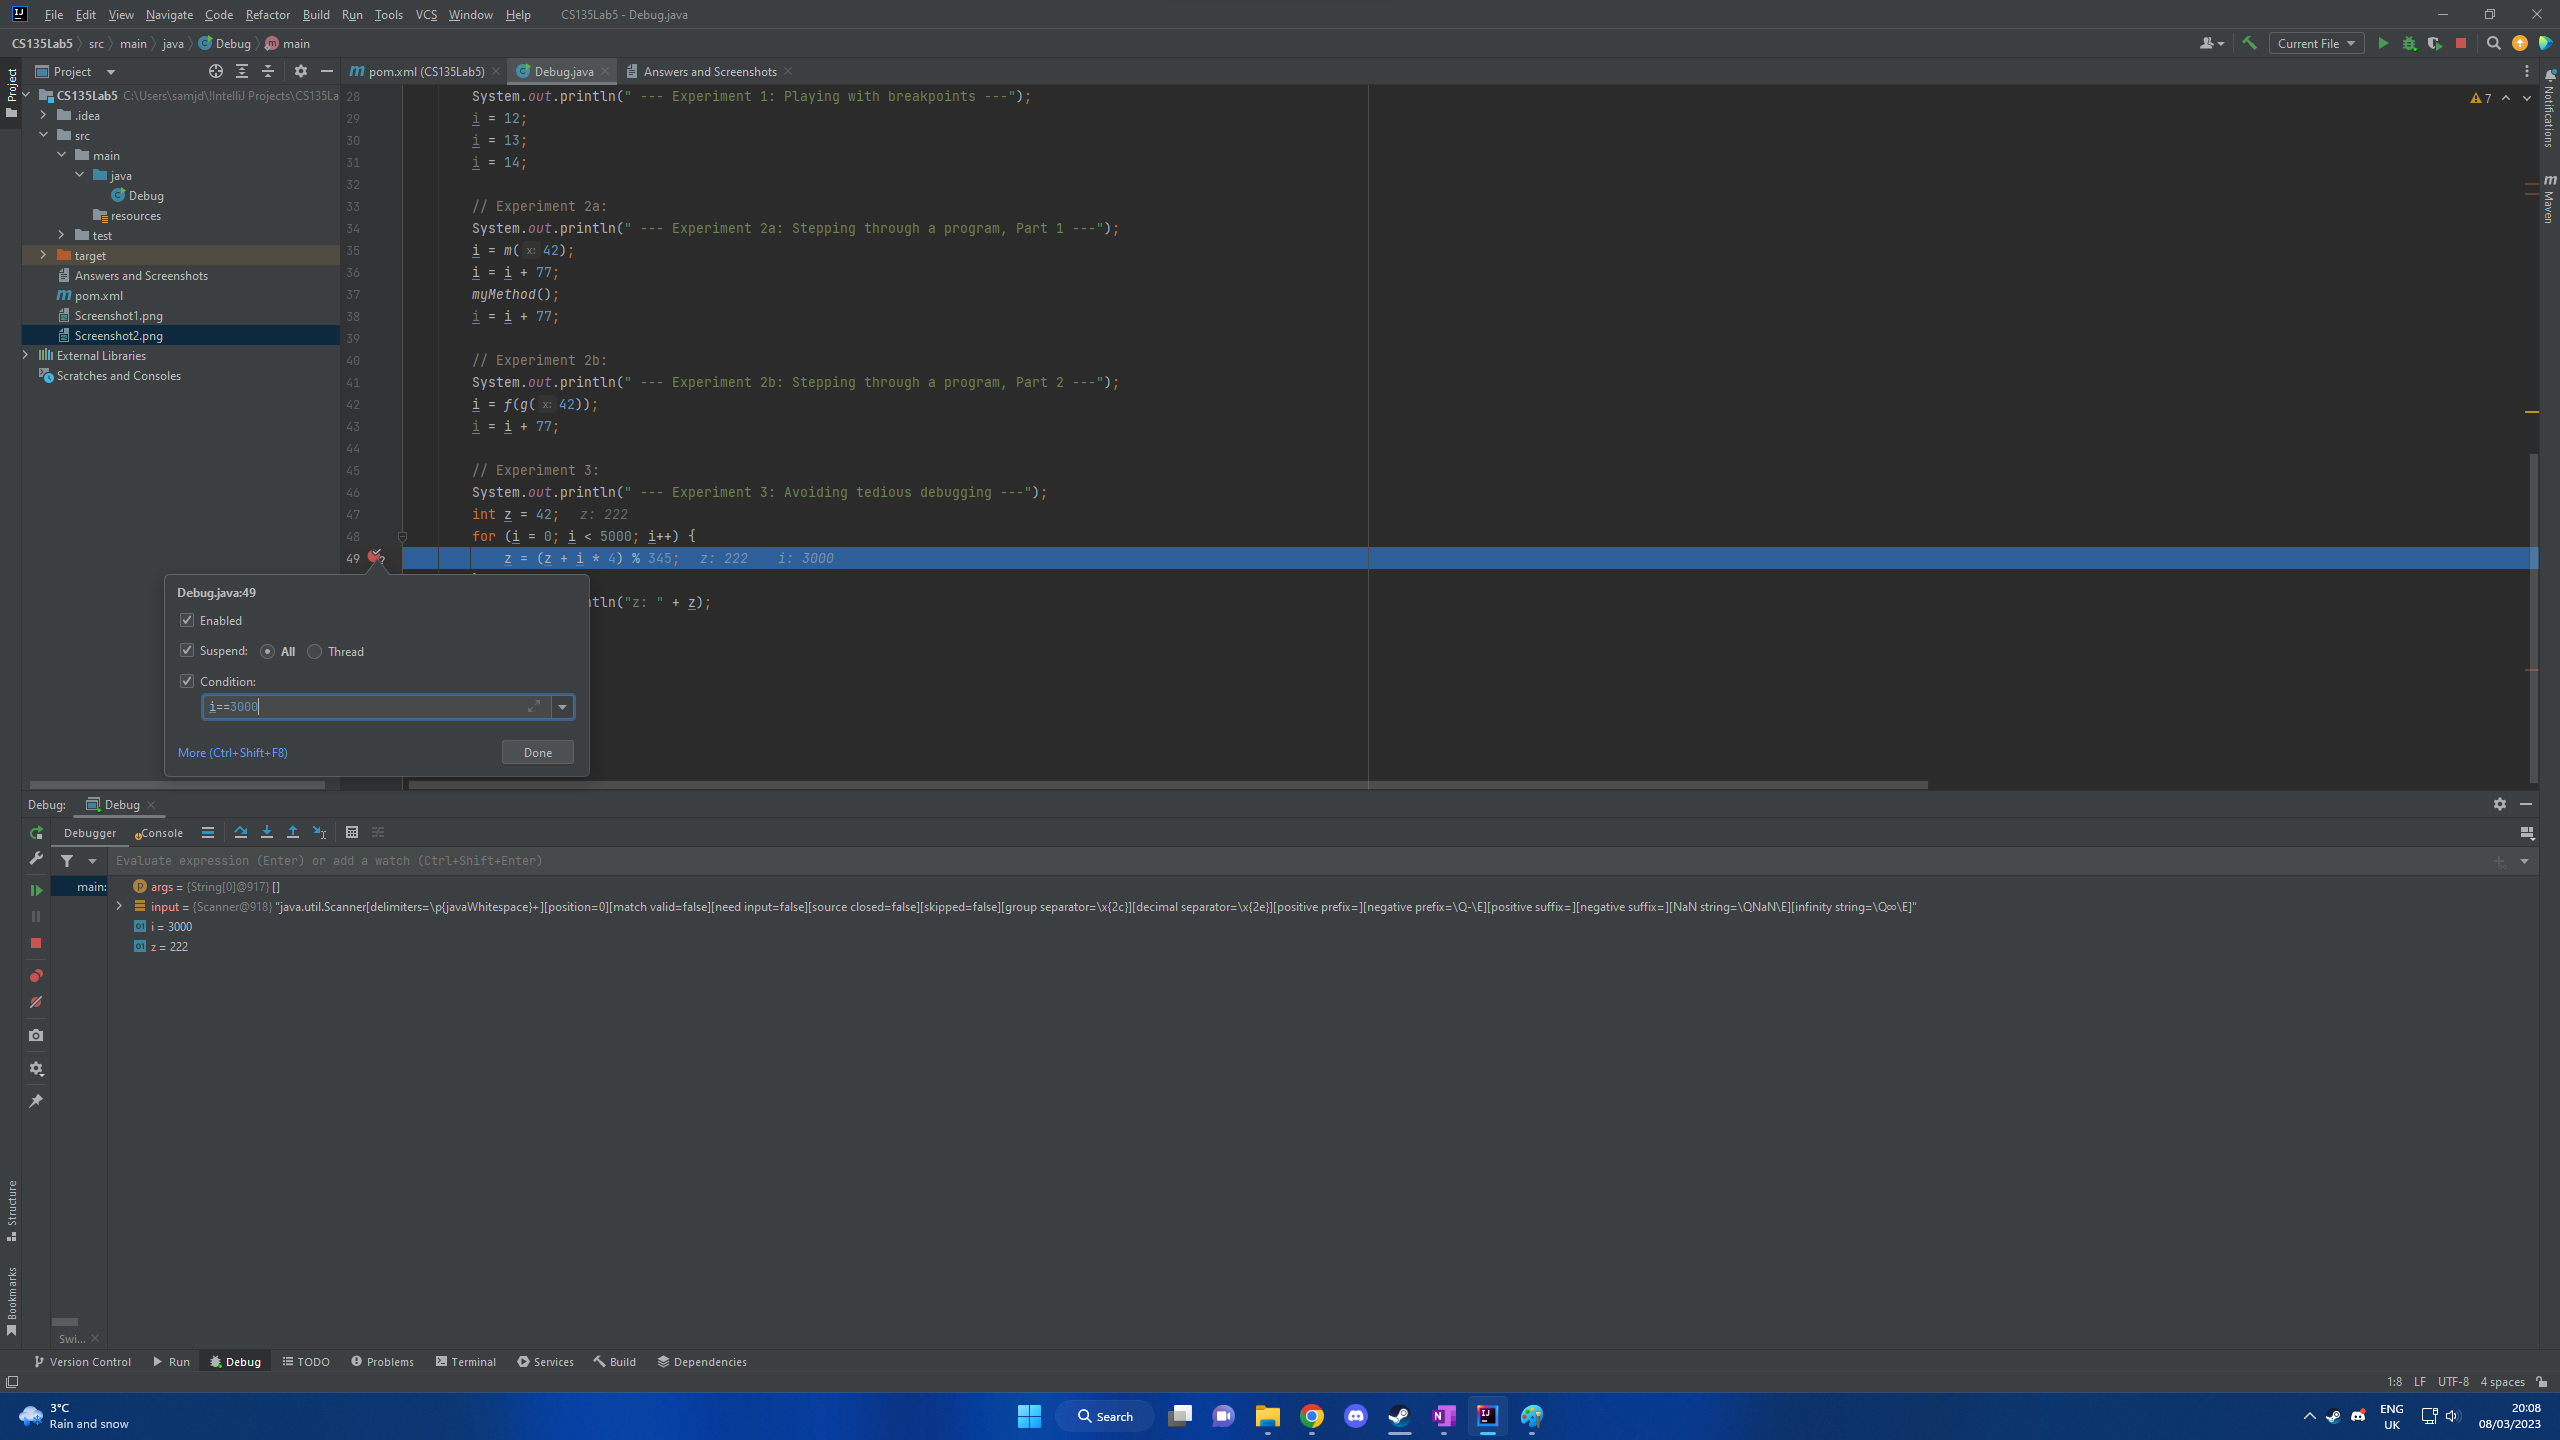 File Edit View Navigate Code Refactor Build Run Tools VCS Window Help CS135Lab5 - Debug.java
CS135Lab5 src main java Debug main
Current File
Project
pom.xml (CS135Lab5) Debug.java Answers and Screenshots
Project
CS135Lab5 C:\Users\samjd\!IntelliJ Projects\CS135La
.idea
src
main
java
Debug
resources
test
target
Answers and Screenshots
pom.xml
Screenshot1.png
Screenshot2.png
External Libraries
Scratches and Consoles
28 System.out.println(" --- Experiment 1: Playing with breakpoints ---");
29 i = 12;
30 i = 13;
31 i = 14;
32
33 // Experiment 2a:
34 System.out.println(" --- Experiment 2a: Stepping through a program, Part 1 ---");
35 i = m( x: 42);
36 i = i + 77;
37 myMethod();
38 i = i + 77;
39
40 // Experiment 2b:
41 System.out.println(" --- Experiment 2b: Stepping through a program, Part 2 ---");
42 i = f(g( x: 42));
43 i = i + 77;
44
45 // Experiment 3:
46 System.out.println(" --- Experiment 3: Avoiding tedious debugging ---");
47 int z = 42; z: 222
48 for (i = 0; i < 5000; i++) {
49 z = (z + i * 4) % 345; z: 222 i: 3000
tln("z: " + z);
7
Notifications
Maven
Debug.java:49
Enabled
Suspend: All Thread
Condition:
i==3000
More (Ctrl+Shift+F8) Done
Debug: Debug
Debugger Console
Evaluate expression (Enter) or add a watch (Ctrl+Shift+Enter)
main:
args = {String[0]@917} []
input = {Scanner@918} "java.util.Scanner[delimiters=\p{javaWhitespace}+][position=0][match valid=false][need input=false][source closed=false][skipped=false][group separator=\x{2c}][decimal separator=\x{2e}][positive prefix=][negative prefix=\Q-\E][positive suffix=][negative suffix=][NaN string=\QNaN\E][infinity string=\Q∞\E]"
i = 3000
z = 222
Structure
Bookmarks
Swi...
Version Control Run Debug TODO Problems Terminal Services Build Dependencies
1:8 LF UTF-8 4 spaces
3°C
Rain and snow
Search
ENG
UK
20:08
08/03/2023